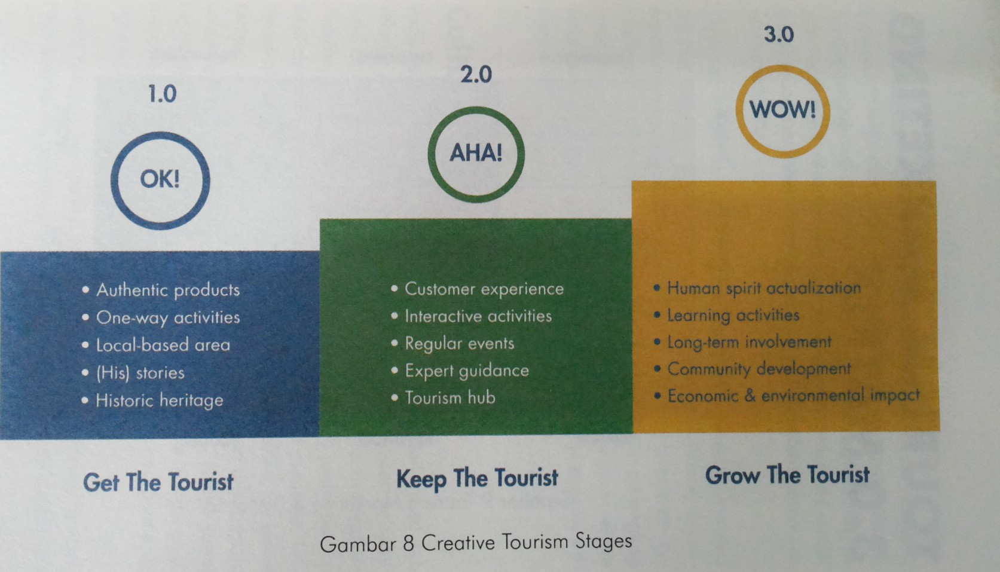 1.0
OK!
• Authentic products
• One-way activities
• Local-based area
• (His) stories
• Historic heritage
Get The Tourist
2.0
AHA!
• Customer experience
• Interactive activities
• Regular events
• Expert guidance
• Tourism hub
Keep The Tourist
3.0
WOW!
• Human spirit actualization
• Learning activities
• Long-term involvement
• Community development
• Economic & environmental impact
Grow The Tourist
Gambar 8 Creative Tourism Stages